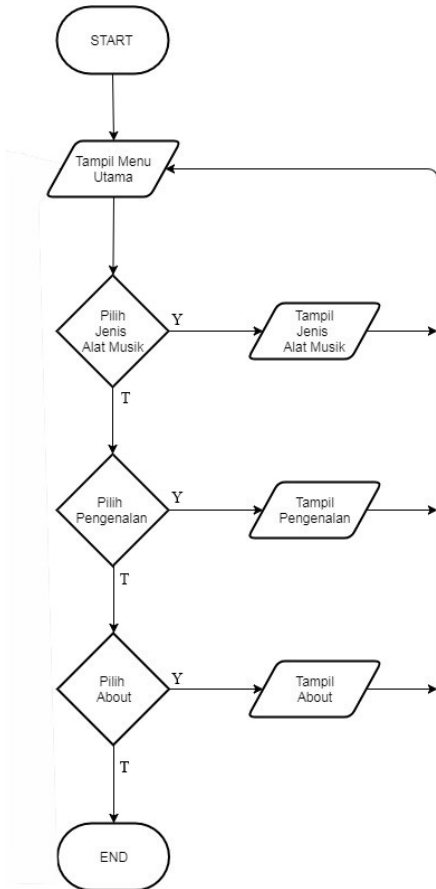 START
Tampil Menu
Utama
Pilih
Jenis
Alat Musik
Y
Tampil
Jenis
Alat Musik
T
Pilih
Pengenalan
Y
Tampil
Pengenalan
T
Pilih
About
Y
Tampil
About
T
END